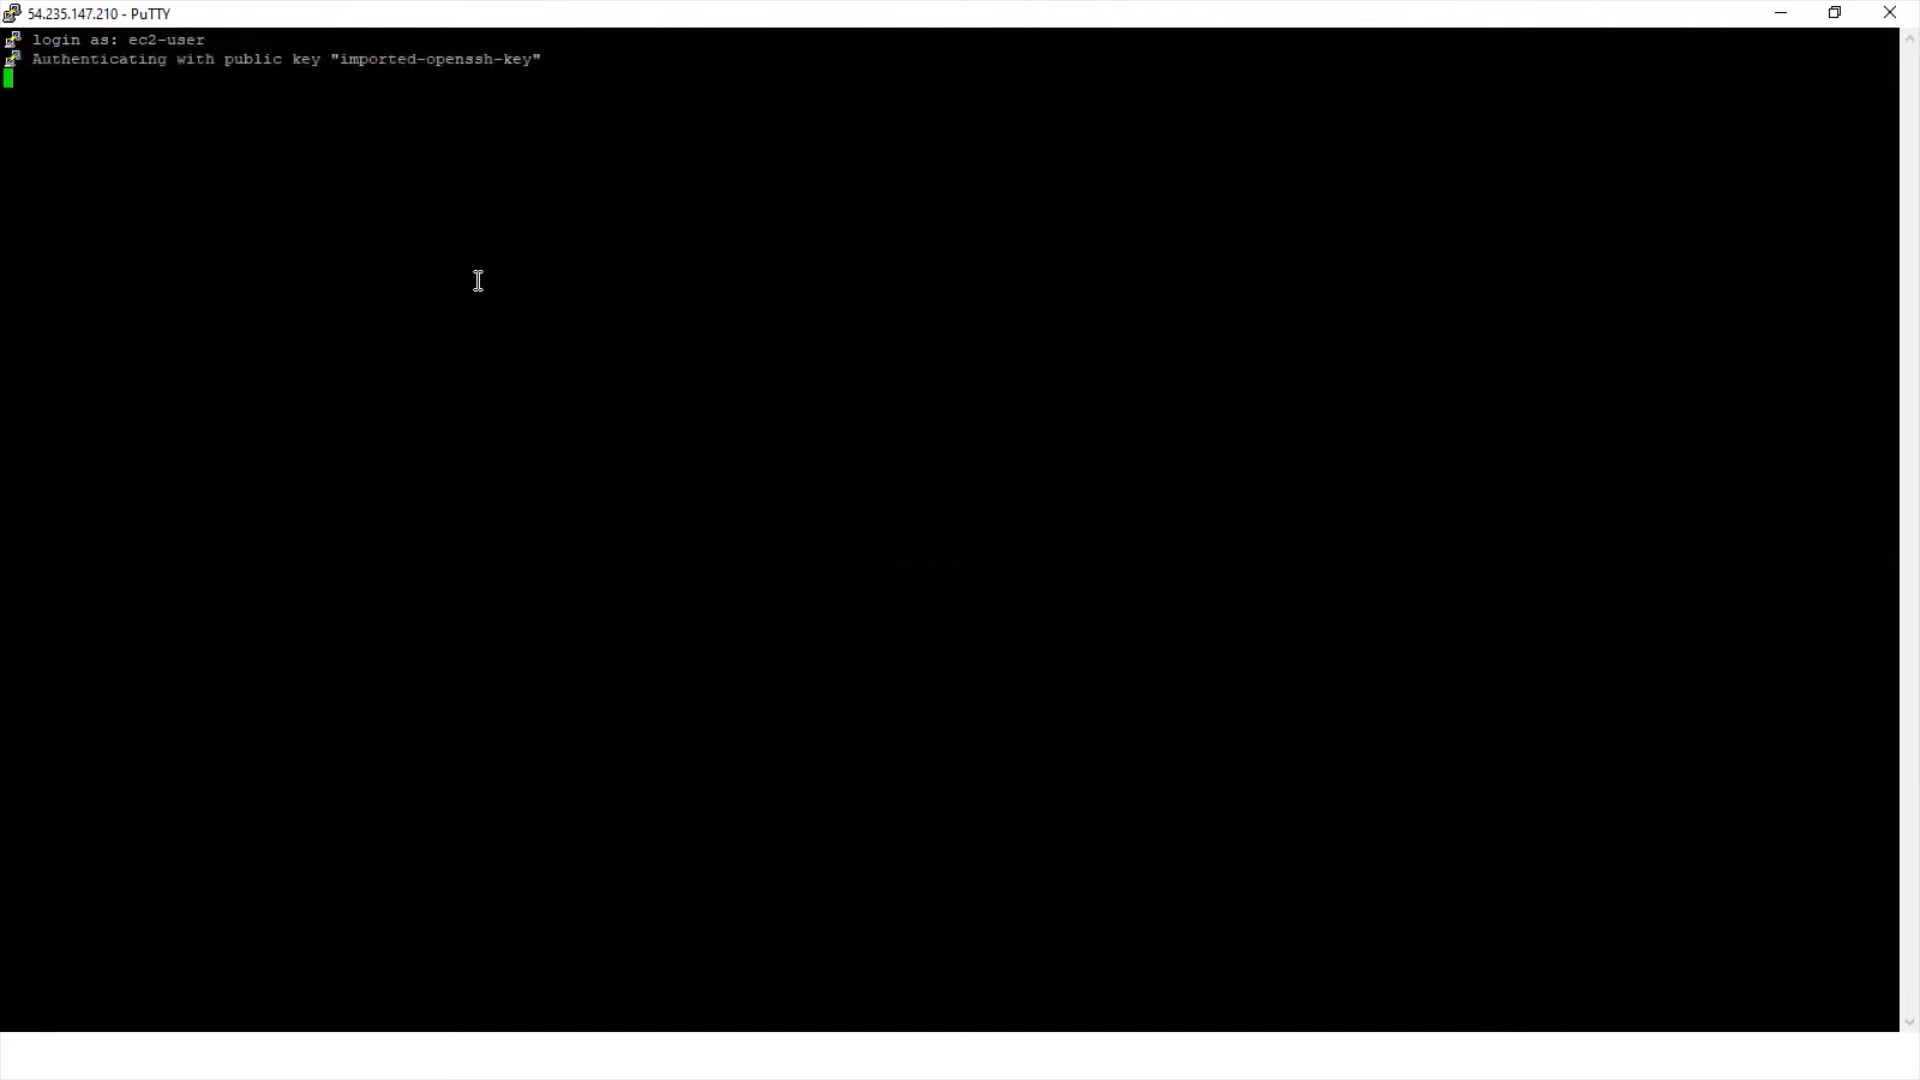 54.235.147.210 - PuTTY
login as: ec2-user
Authenticating with public key "imported-openssh-key"